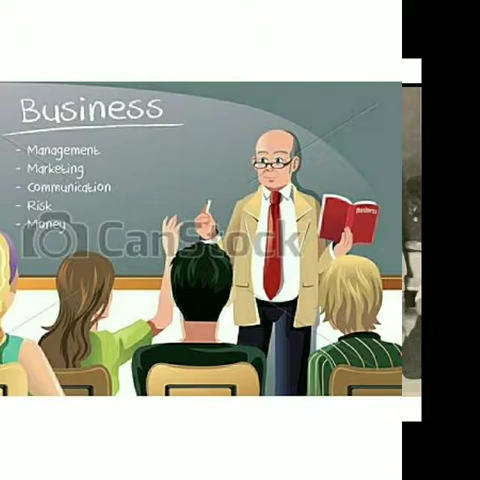 Business
- Management
- Marketing
- Communication
- Risk
- Money
Business
CanStock